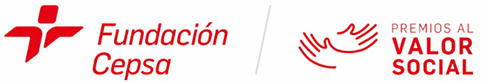 Fundación
Cepsa
PREMIOS AL
VALOR
SOCIAL